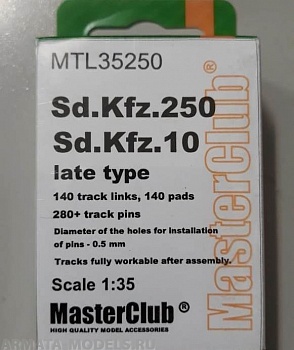 MTL35250
Sd.Kfz.250
Sd.Kfz.10
late type
140 track links, 140 pads
280+ track pins
Diameter of the holes for installation
of pins - 0.5 mm
Tracks fully workable after assembly.
Scale 1:35
MasterClub ®
HIGH QUALITY MODEL ACCESSORIES
MasterClub®
ARMATA-MODELS.RU